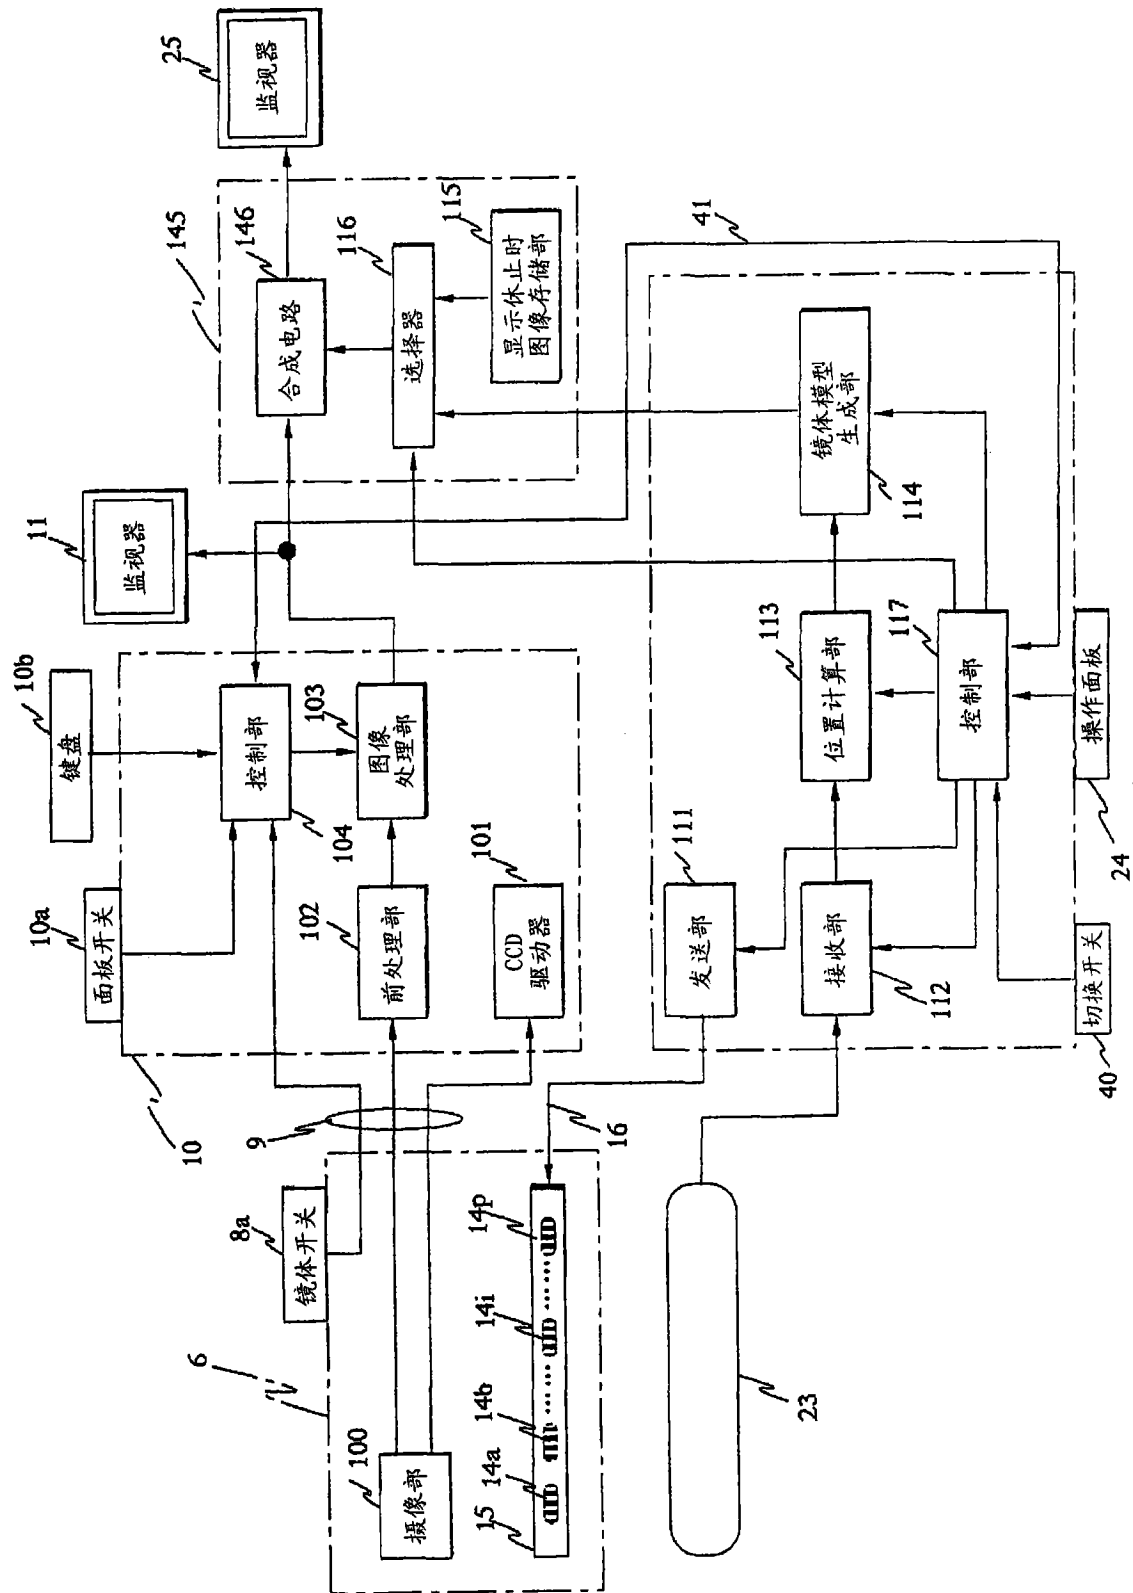 6
100
摄像部
8a
镜体开关
15
14a
14b
14i
14p
9
16
23
10
10a
面板开关
10b
键盘
控制部
104
103
图像
处理部
102
前处理部
101
CCD
驱动器
11
监视器
145
146
合成电路
116
选择器
115
显示休止时
图像存储部
25
监视器
41
111
发送部
接收部
112
113
位置计算部
镜体模型
生成部
114
117
控制部
40
切换开关
24
操作面板